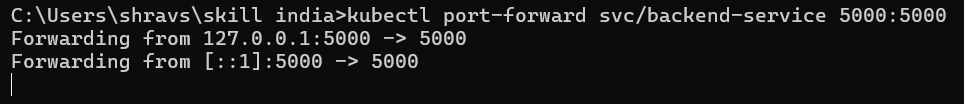 C:\Users\shravs\skill india>kubectl port-forward svc/backend-service 5000:5000
Forwarding from 127.0.0.1:5000 -> 5000
Forwarding from [::1]:5000 -> 5000